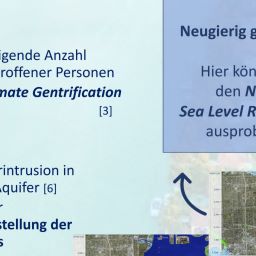 Neugierig g
igende Anzahl
roffener Personen
mate Gentrification
[3]
Hier kön
den N
Sea Level R
ausprob
rintrusion in
Aquifer [6]
r
stellung der
s